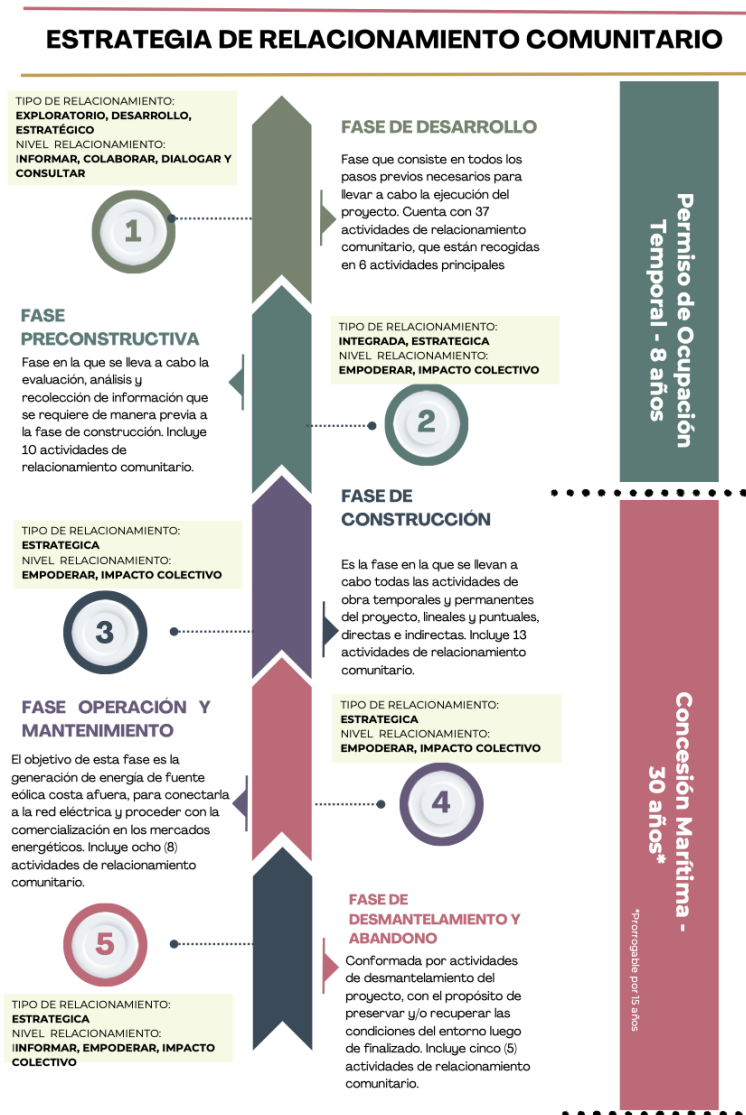 ESTRATEGIA DE RELACIONAMIENTO COMUNITARIO
TIPO DE RELACIONAMIENTO:
EXPLORATORIO, DESARROLLO,
ESTRATÉGICO
NIVEL RELACIONAMIENTO:
INFORMAR, COLABORAR, DIALOGAR Y
CONSULTAR
1
FASE DE DESARROLLO
Fase que consiste en todos los
pasos previos necesarios para
llevar a cabo la ejecución del
proyecto. Cuenta con 37
actividades de relacionamiento
comunitario, que están recogidas
en 6 actividades principales
FASE
PRECONSTRUCTIVA
Fase en la que se lleva a cabo la
evaluación, análisis y
recolección de información que
se requiere de manera previa a
la fase de construcción. Incluye
10 actividades de
relacionamiento comunitario.
TIPO DE RELACIONAMIENTO:
INTEGRADA, ESTRATEGICA
NIVEL RELACIONAMIENTO:
EMPODERAR, IMPACTO COLECTIVO
2
Permiso de Ocupación
Temporal - 8 años
TIPO DE RELACIONAMIENTO:
ESTRATEGICA
NIVEL RELACIONAMIENTO:
EMPODERAR, IMPACTO COLECTIVO
3
FASE DE
CONSTRUCCIÓN
Es la fase en la que se llevan a
cabo todas las actividades de
obra temporales y permanentes
del proyecto, lineales y puntuales,
directas e indirectas. Incluye 13
actividades de relacionamiento
comunitario.
FASE OPERACIÓN Y
MANTENIMIENTO
El objetivo de esta fase es la
generación de energía de fuente
eólica costa afuera, para conectarla
a la red eléctrica y proceder con la
comercialización en los mercados
energéticos. Incluye ocho (8)
actividades de relacionamiento
comunitario.
TIPO DE RELACIONAMIENTO:
ESTRATEGICA
NIVEL RELACIONAMIENTO:
EMPODERAR, IMPACTO COLECTIVO
4
5
TIPO DE RELACIONAMIENTO:
ESTRATEGICA
NIVEL RELACIONAMIENTO:
IINFORMAR, EMPODERAR, IMPACTO
COLECTIVO
FASE DE
DESMANTELAMIENTO Y
ABANDONO
Conformada por actividades
de desmantelamiento del
proyecto, con el propósito de
preservar y/o recuperar las
condiciones del entorno luego
de finalizado. Incluye cinco (5)
actividades de relacionamiento
comunitario.
Concesión Marítima -
30 años*
*Prorrogable por 15 años